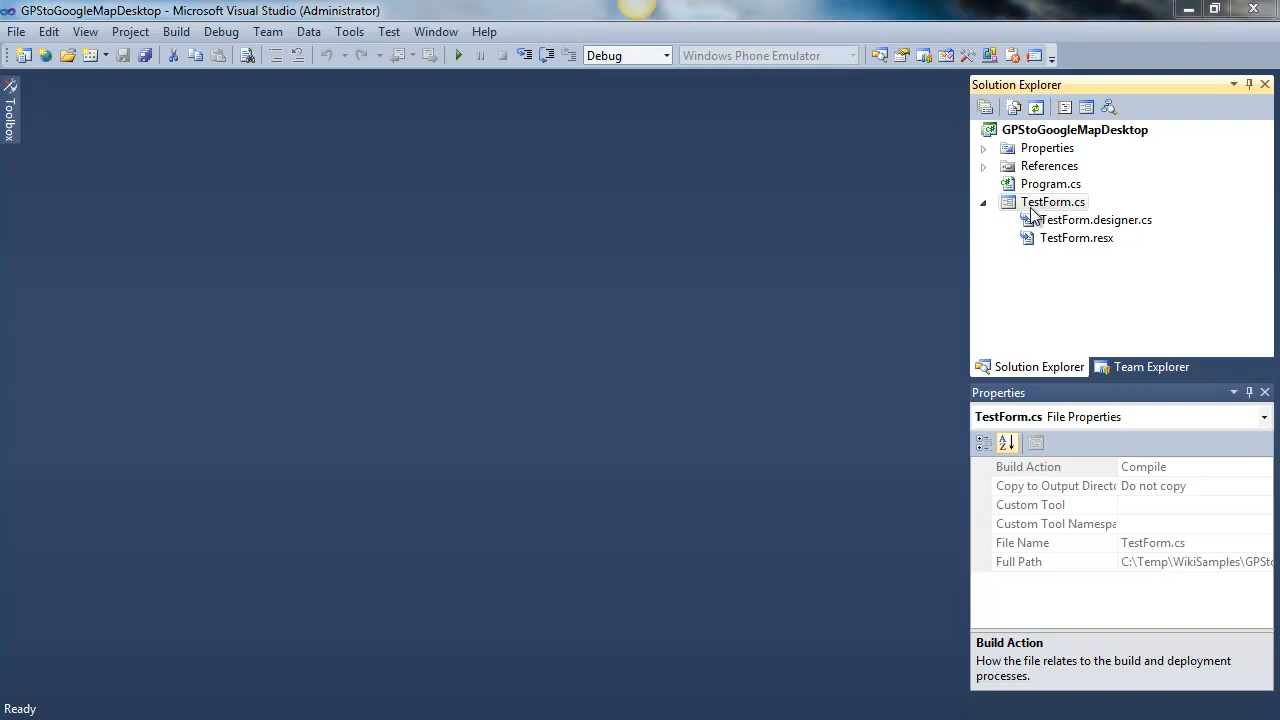 GPStoGoogleMapDesktop - Microsoft Visual Studio (Administrator)
File Edit View Project Build Debug Team Data Tools Test Window Help
Debug Windows Phone Emulator
Toolbox
Solution Explorer
GPStoGoogleMapDesktop
Properties
References
Program.cs
TestForm.cs
TestForm.designer.cs
TestForm.resx
Solution Explorer Team Explorer
Properties
TestForm.cs File Properties
Build Action Compile
Copy to Output Directo Do not copy
Custom Tool
Custom Tool Namespa
File Name TestForm.cs
Full Path C:\Temp\WikiSamples\GPSto
Build Action
How the file relates to the build and deployment
processes.
Ready